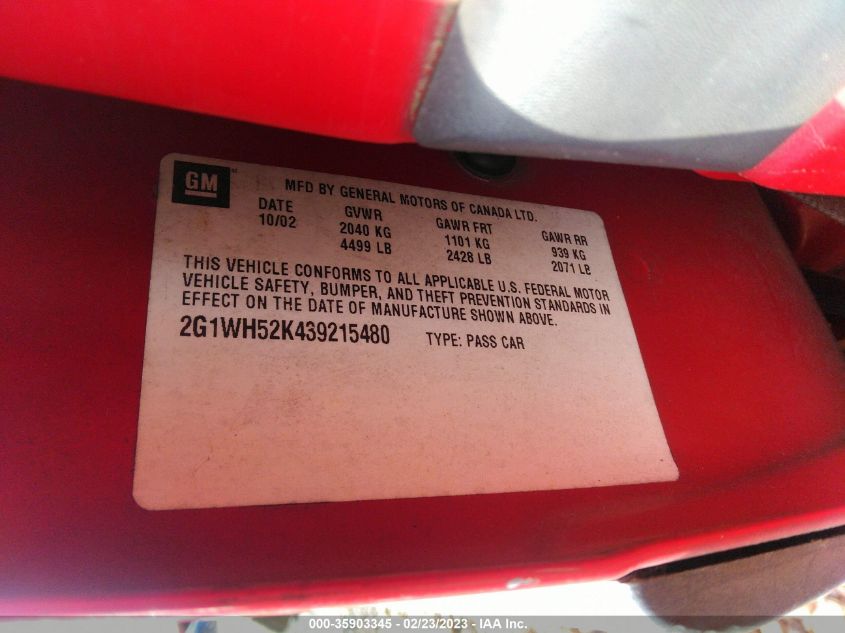 GM
MFD BY GENERAL MOTORS OF CANADA LTD.
DATE GVWR GAWR FRT GAWR RR
10/02 2040 KG 1101 KG 939 KG
4499 LB 2428 LB 2071 LB
THIS VEHICLE CONFORMS TO ALL APPLICABLE U.S. FEDERAL MOTOR
VEHICLE SAFETY, BUMPER, AND THEFT PREVENTION STANDARDS IN
EFFECT ON THE DATE OF MANUFACTURE SHOWN ABOVE.
2G1WH52K439215480 TYPE: PASS CAR
000-35903345 - 02/23/2023 - IAA Inc.